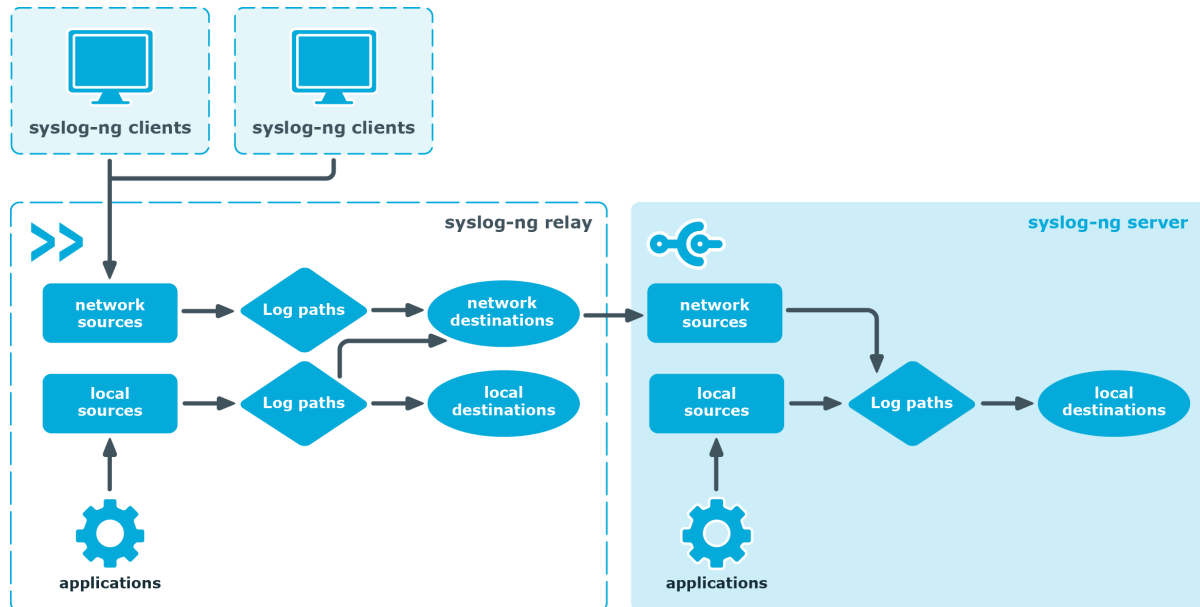 syslog-ng clients
syslog-ng clients
syslog-ng relay
network
sources
Log paths
network
destinations
local
sources
Log paths
local
destinations
applications
syslog-ng server
network
sources
local
sources
Log paths
local
destinations
applications